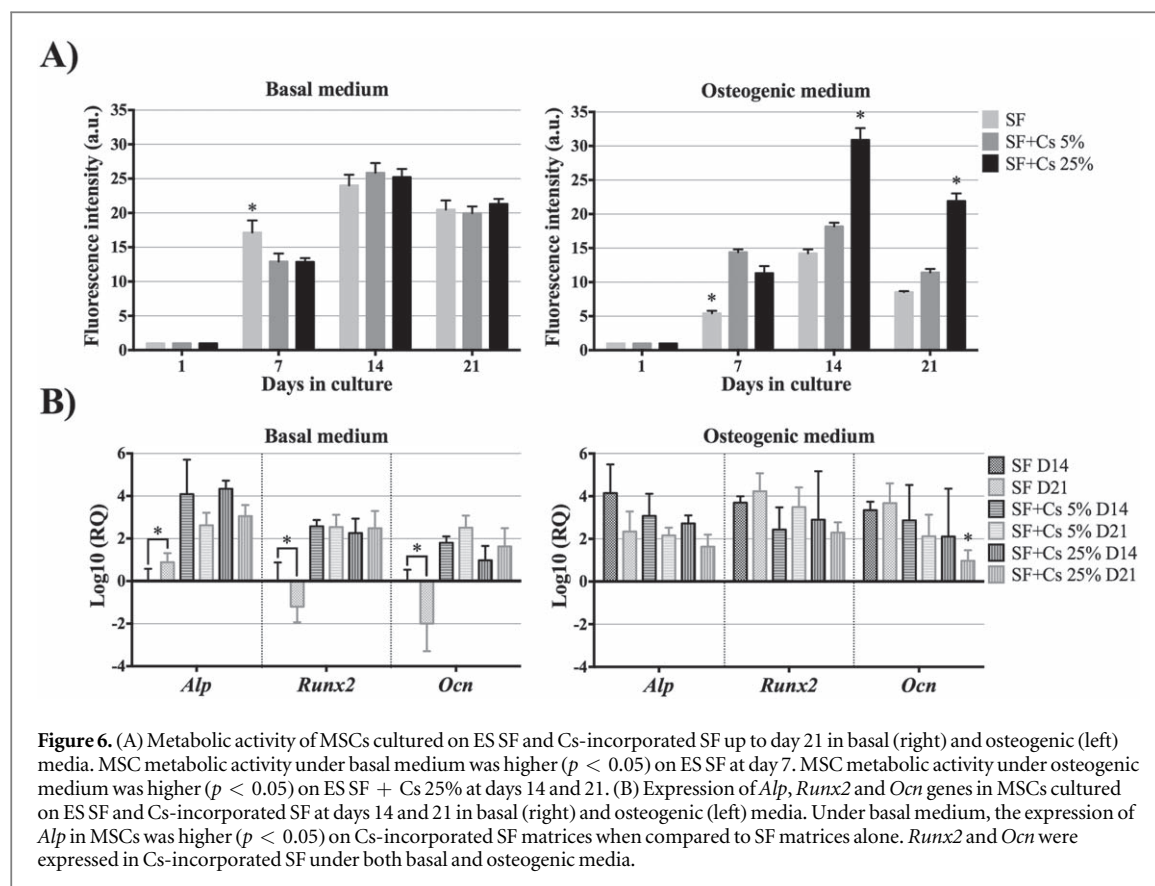 A)
Basal medium
Fluorescence intensity (a.u.)
35
30
25
20
15
10
5
0
*
1 7 14 21
Days in culture
Osteogenic medium
Fluorescence intensity (a.u.)
35
30
25
20
15
10
5
0
*
*
*
1 7 14 21
Days in culture
SF
SF+Cs 5%
SF+Cs 25%
B)
Basal medium
Log10 (RQ)
6
4
2
0
-2
-4
* * *
Alp Runx2 Ocn
Osteogenic medium
Log10 (RQ)
6
4
2
0
-2
-4
*
Alp Runx2 Ocn
SF D14
SF D21
SF+Cs 5% D14
SF+Cs 5% D21
SF+Cs 25% D14
SF+Cs 25% D21
Figure 6. (A) Metabolic activity of MSCs cultured on ES SF and Cs-incorporated SF up to day 21 in basal (right) and osteogenic (left)
media. MSC metabolic activity under basal medium was higher (p < 0.05) on ES SF at day 7. MSC metabolic activity under osteogenic
medium was higher (p < 0.05) on ES SF + Cs 25% at days 14 and 21. (B) Expression of Alp, Runx2 and Ocn genes in MSCs cultured
on ES SF and Cs-incorporated SF at days 14 and 21 in basal (right) and osteogenic (left) media. Under basal medium, the expression of
Alp in MSCs was higher (p < 0.05) on Cs-incorporated SF matrices when compared to SF matrices alone. Runx2 and Ocn were
expressed in Cs-incorporated SF under both basal and osteogenic media.